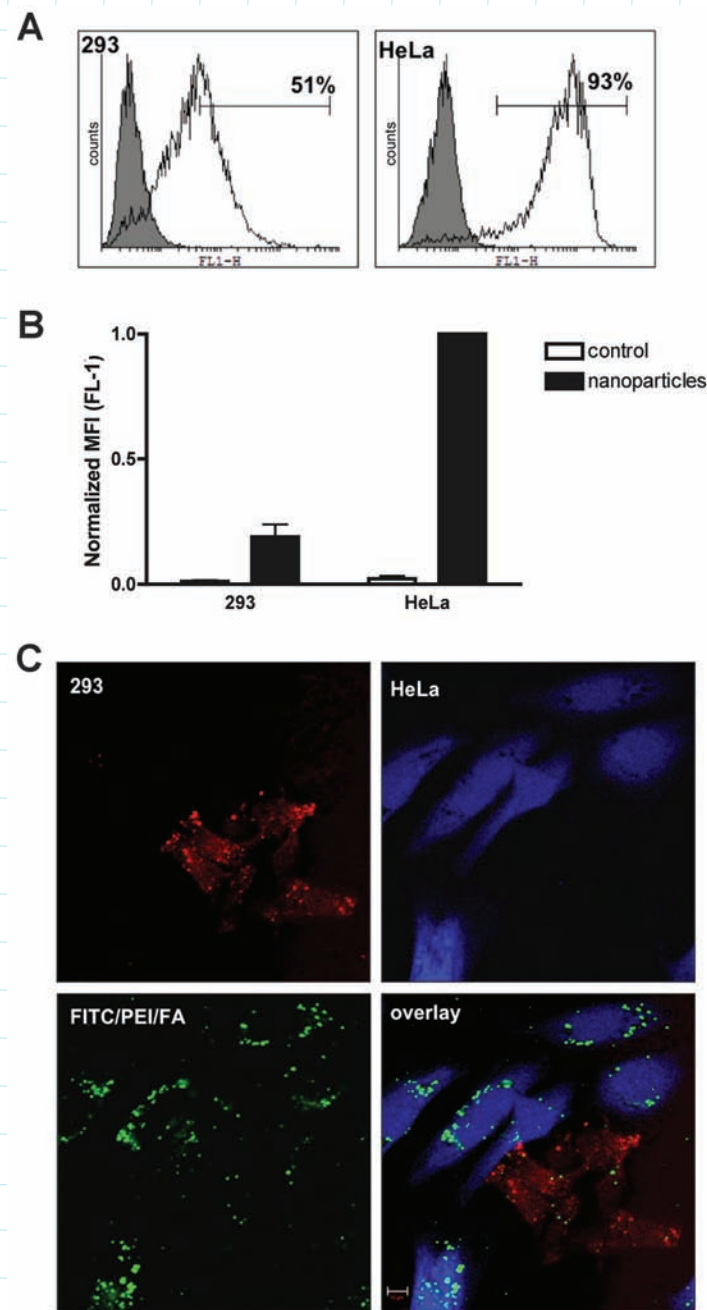 A
293
51%
counts
FL1-H
HeLa
93%
counts
FL1-H
B
Normalized MFI (FL-1)
1.0
0.5
0.0
293
HeLa
control
nanoparticles
C
293
HeLa
FITC/PEI/FA
overlay